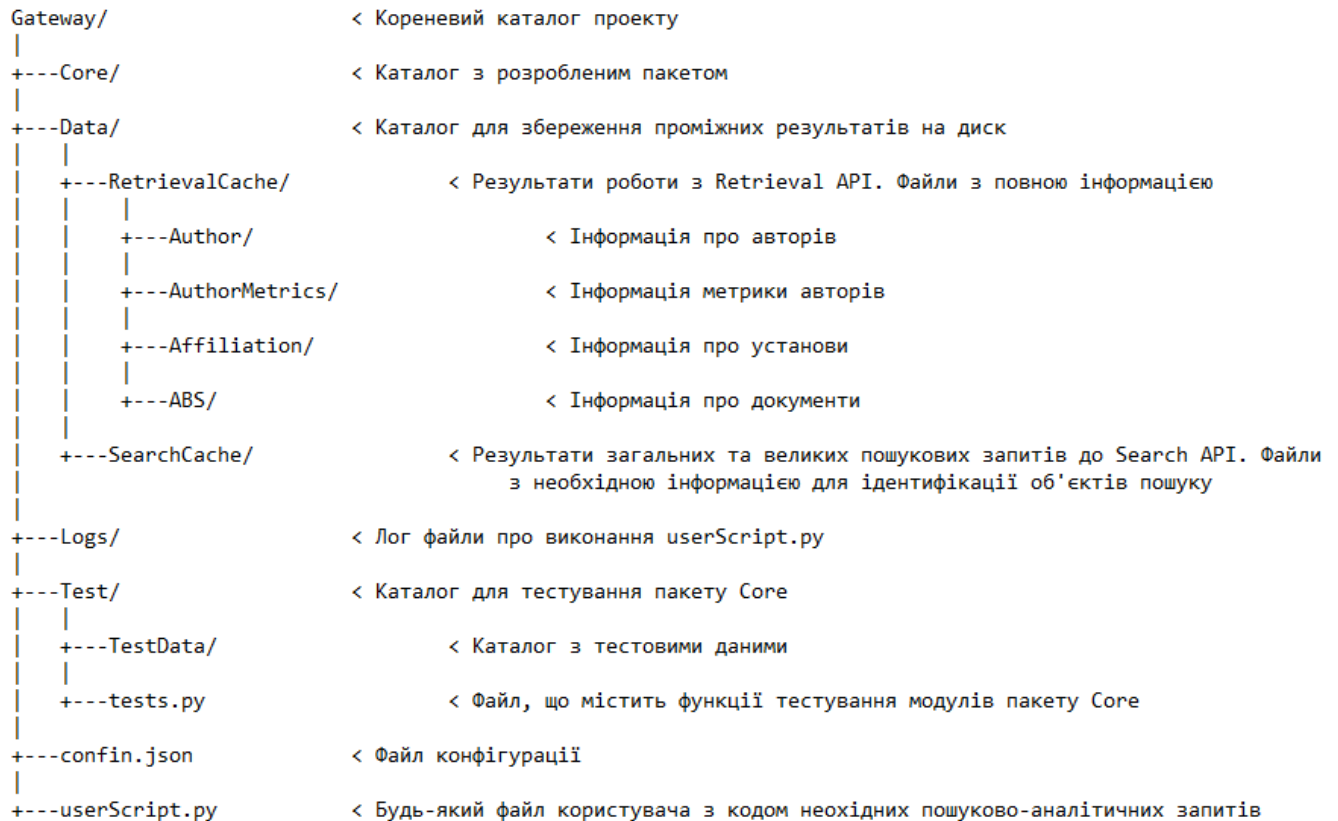 Gateway/                   < Кореневий каталог проекту
|
+---Core/                  < Каталог з розробленим пакетом
|
+---Data/                  < Каталог для збереження проміжних результатів на диск
|   |
|   +---RetrievalCache/            < Результати роботи з Retrieval API. Файли з повною інформацією
|   |    |
|   |    +---Author/                       < Інформація про авторів
|   |    |
|   |    +---AuthorMetrics/                < Інформація метрики авторів
|   |    |
|   |    +---Affiliation/                  < Інформація про установи
|   |    |
|   |    +---ABS/                          < Інформація про документи
|   |
|   +---SearchCache/               < Результати загальних та великих пошукових запитів до Search API. Файли
|                                       з необхідною інформацією для ідентифікації об'єктів пошуку
|
+---Logs/                  < Лог файли про виконання userScript.py
|
+---Test/                  < Каталог для тестування пакету Core
|   |
|   +---TestData/                  < Каталог з тестовими даними
|   |
|   +---tests.py                   < Файл, що містить функції тестування модулів пакету Core
|
+---confin.json            < Файл конфігурації
|
+---userScript.py          < Будь-який файл користувача з кодом неохідних пошуково-аналітичних запитів